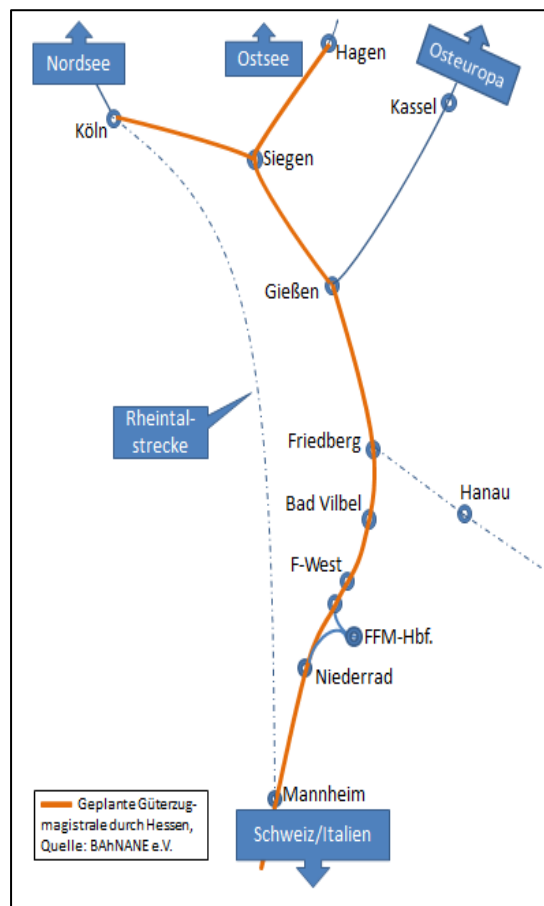 Nordsee
Ostsee
Hagen
Osteuropa
Kassel
Köln
Siegen
Gießen
Rheintal-
strecke
Friedberg
Hanau
Bad Vilbel
F-West
FFM-Hbf.
Niederrad
Mannheim
Geplante Güterzug-
magistrale durch Hessen,
Quelle: BAhNANE e.V.
Schweiz/Italien